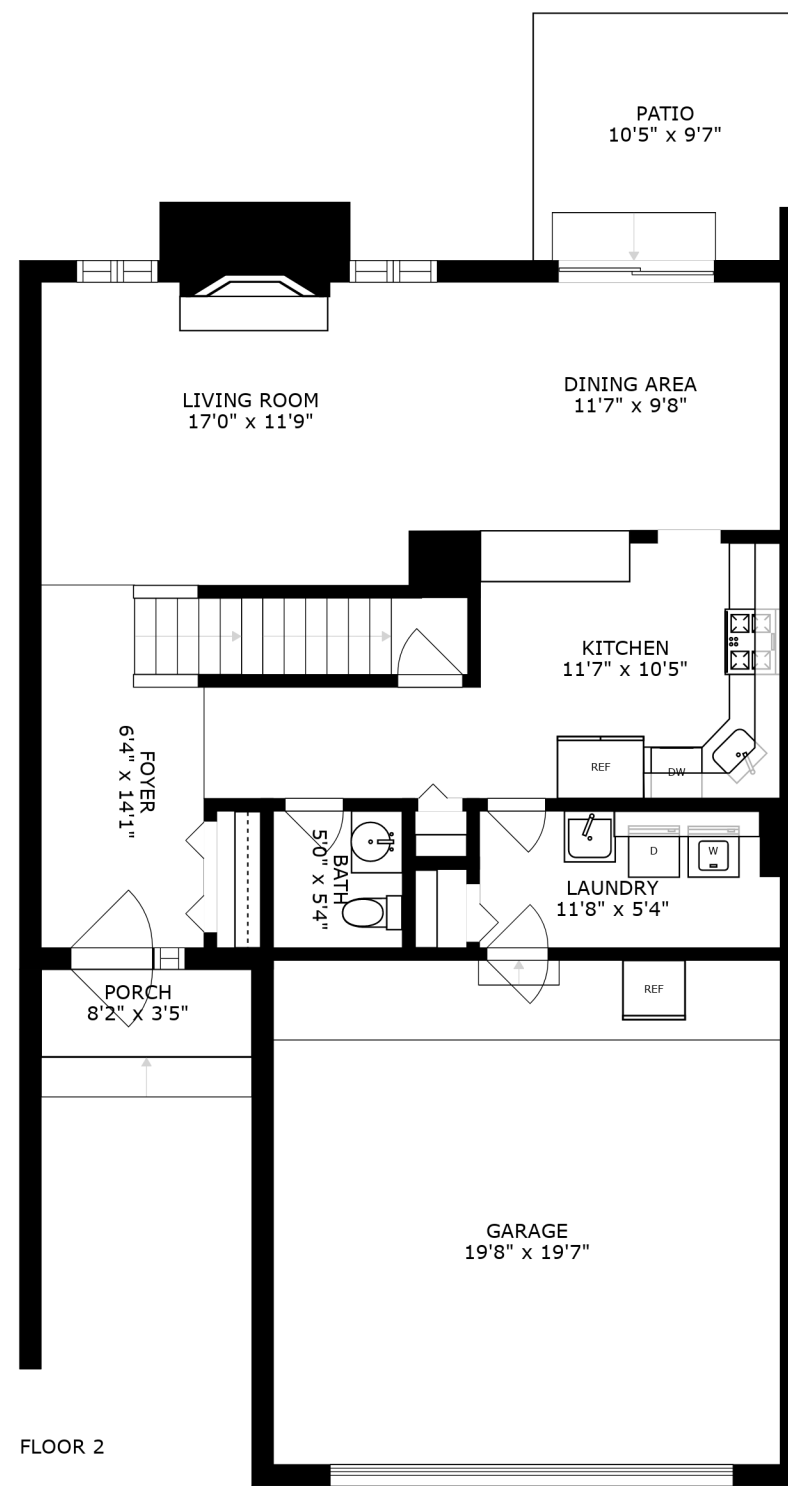 PATIO
10'5" x 9'7"
LIVING ROOM
17'0" x 11'9"
DINING AREA
11'7" x 9'8"
KITCHEN
11'7" x 10'5"
FOYER
6'4" x 14'1"
REF
DW
BATH
5'0" x 5'4"
D
W
LAUNDRY
11'8" x 5'4"
PORCH
8'2" x 3'5"
REF
GARAGE
19'8" x 19'7"
FLOOR 2